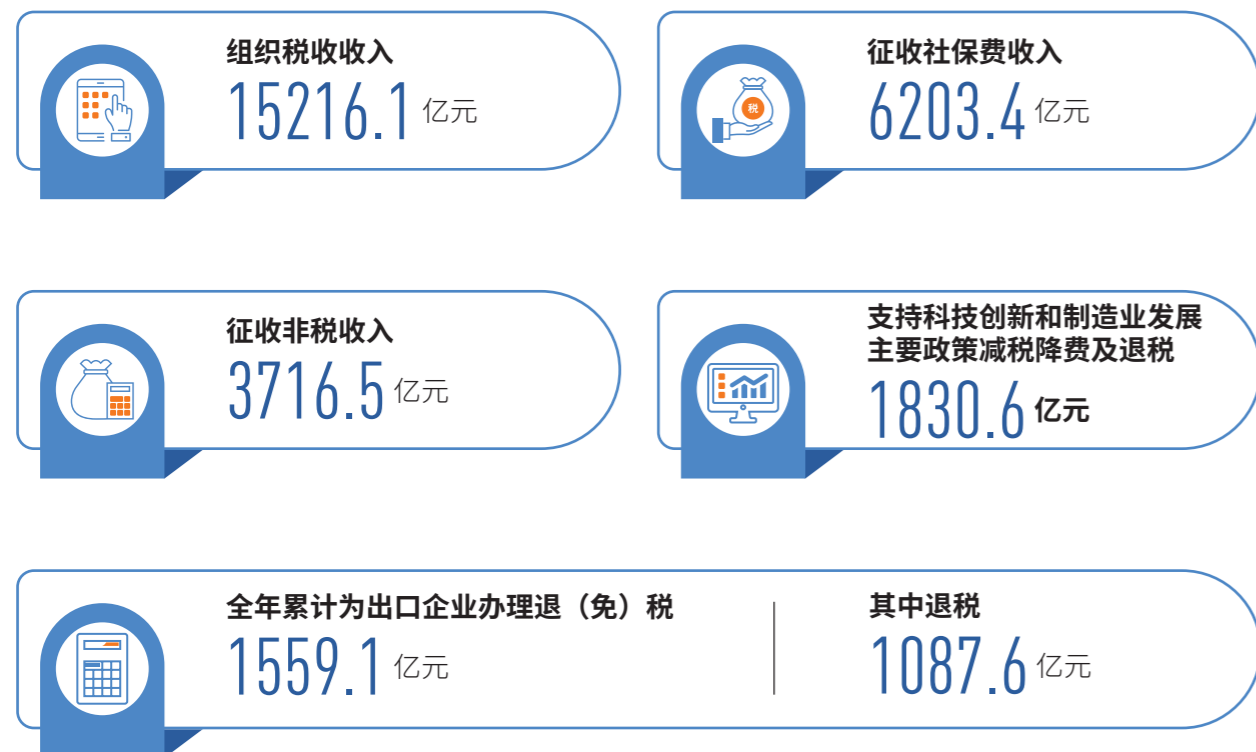 组织税收收入
15216.1 亿元
征收社保费收入
6203.4 亿元
税
征收非税收入
3716.5 亿元
支持科技创新和制造业发展
主要政策减税降费及退税
1830.6 亿元
全年累计为出口企业办理退（免）税
1559.1 亿元
其中退税
1087.6 亿元